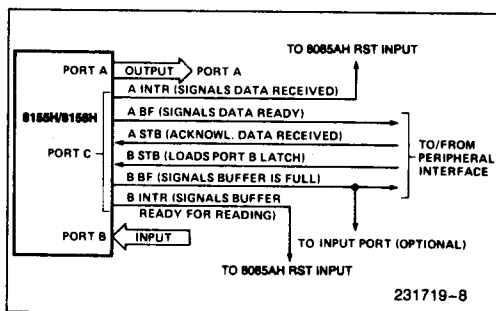 TO 8085AH RST INPUT
PORT A OUTPUT PORT A
A INTR (SIGNALS DATA RECEIVED)
8155H/8156H
A BF (SIGNALS DATA READY)
A STB (ACKNOWL. DATA RECEIVED)
PORT C
B STB (LOADS PORT B LATCH)
TO/FROM
PERIPHERAL
INTERFACE
B BF (SIGNALS BUFFER IS FULL)
B INTR (SIGNALS BUFFER
READY FOR READING)
PORT B INPUT
TO INPUT PORT (OPTIONAL)
TO 8085AH RST INPUT
231719-8